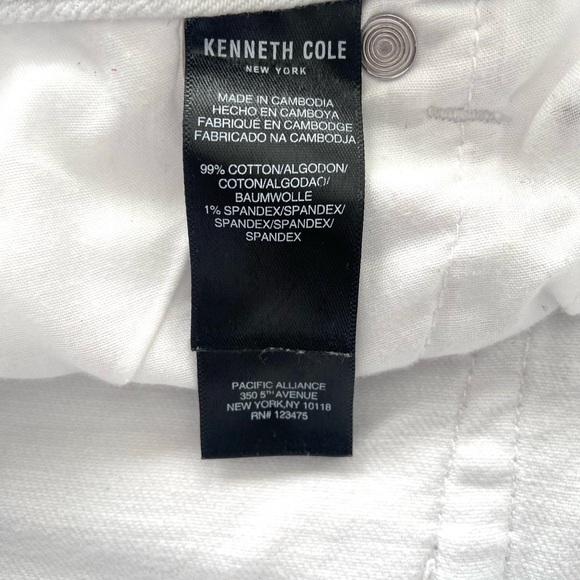 KENNETH COLE
NEW YORK
MADE IN CAMBODIA
HECHO EN CAMBOYA
FABRIQUÉ EN CAMBODGE
FABRICADO NA CAMBODJA
99% COTTON/ALGODON/
COTON/ALGODAO/
BAUMWOLLE
1% SPANDEX/SPANDEX/
SPANDEX/SPANDEX/
SPANDEX
PACIFIC ALLIANCE
350 5TH AVENUE
NEW YORK,NY 10118
RN# 123475